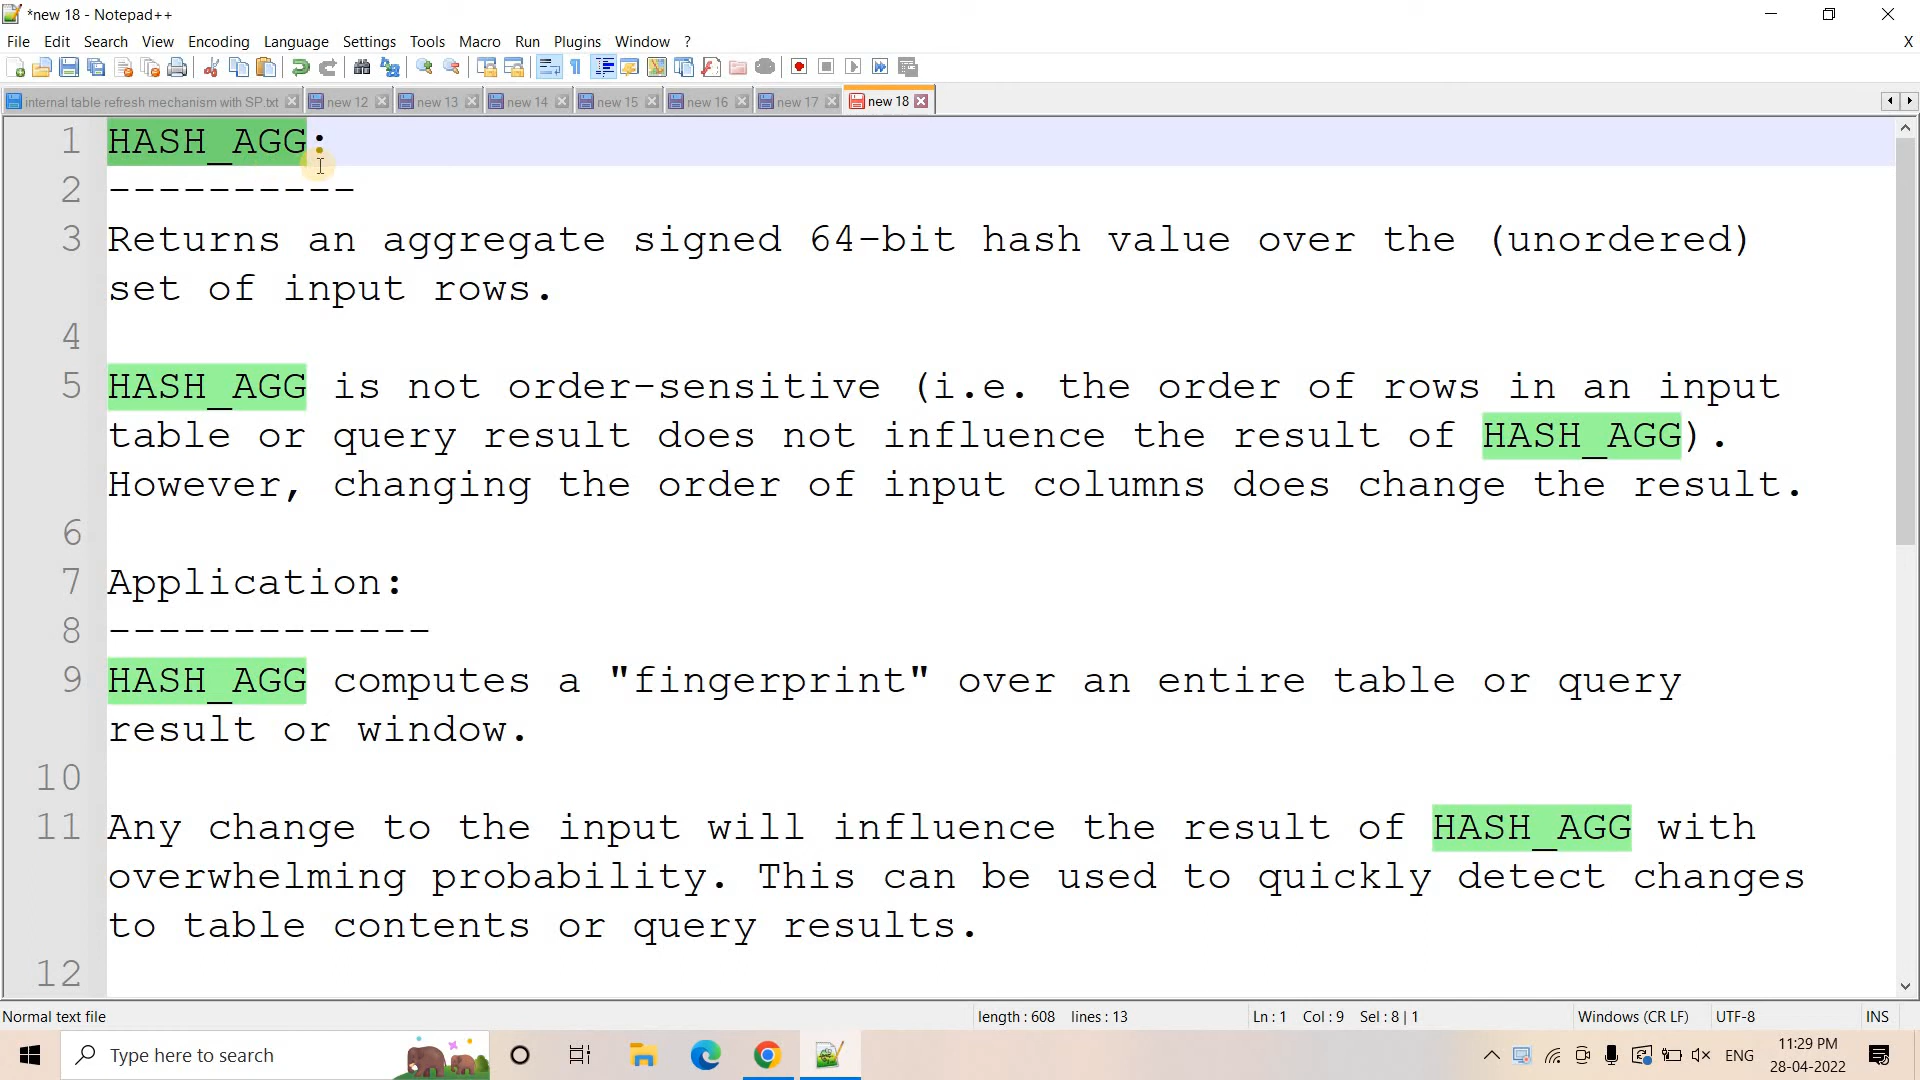 *new 18 - Notepad++
File Edit Search View Encoding Language Settings Tools Macro Run Plugins Window ? X
internal table refresh mechanism with SP.txt new 12 new 13 new 14 new 15 new 16 new 17 new 18
1 HASH_AGG:
2 ----------
3 Returns an aggregate signed 64-bit hash value over the (unordered)
set of input rows.
4
5 HASH_AGG is not order-sensitive (i.e. the order of rows in an input
table or query result does not influence the result of HASH_AGG).
However, changing the order of input columns does change the result.
6
7 Application:
8 -------------
9 HASH_AGG computes a "fingerprint" over an entire table or query
result or window.
10
11 Any change to the input will influence the result of HASH_AGG with
overwhelming probability. This can be used to quickly detect changes
to table contents or query results.
12
Normal text file length : 608 lines : 13 Ln : 1 Col : 9 Sel : 8 | 1 Windows (CR LF) UTF-8 INS
Type here to search ENG 11:29 PM
28-04-2022